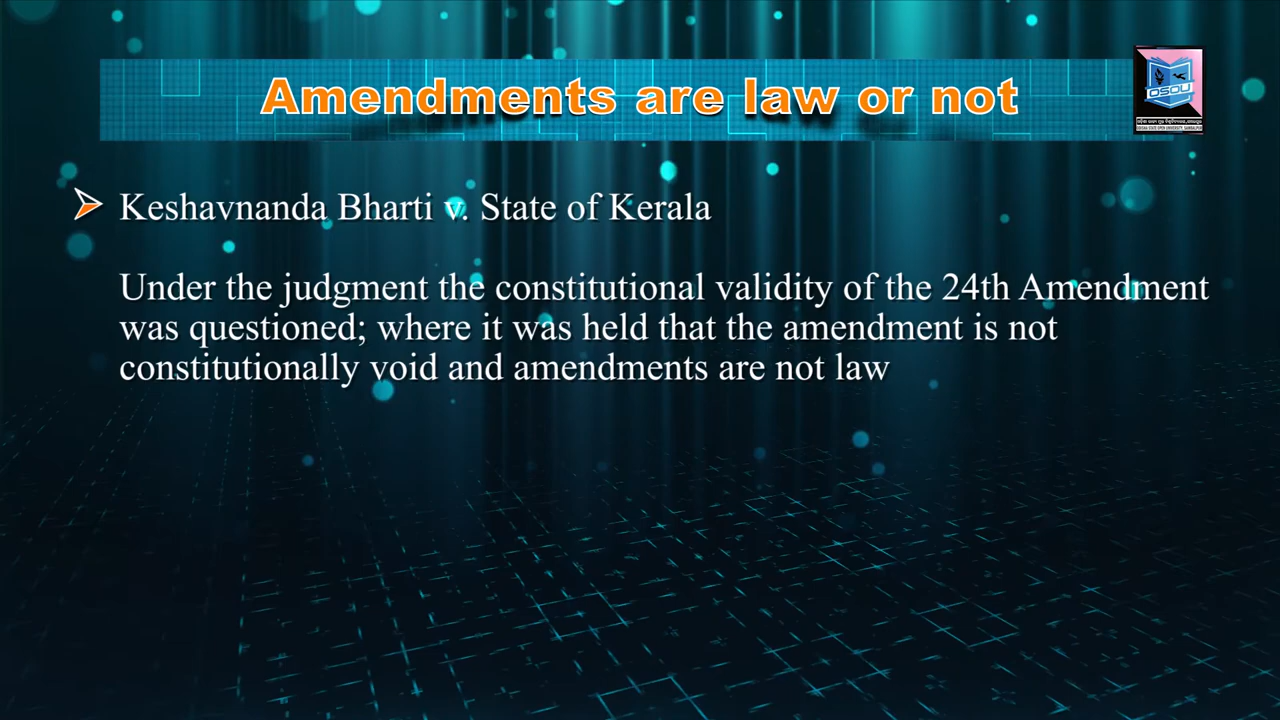 Amendments are law or not
OSOU
Keshavnanda Bharti v. State of Kerala
Under the judgment the constitutional validity of the 24th Amendment
was questioned; where it was held that the amendment is not
constitutionally void and amendments are not law